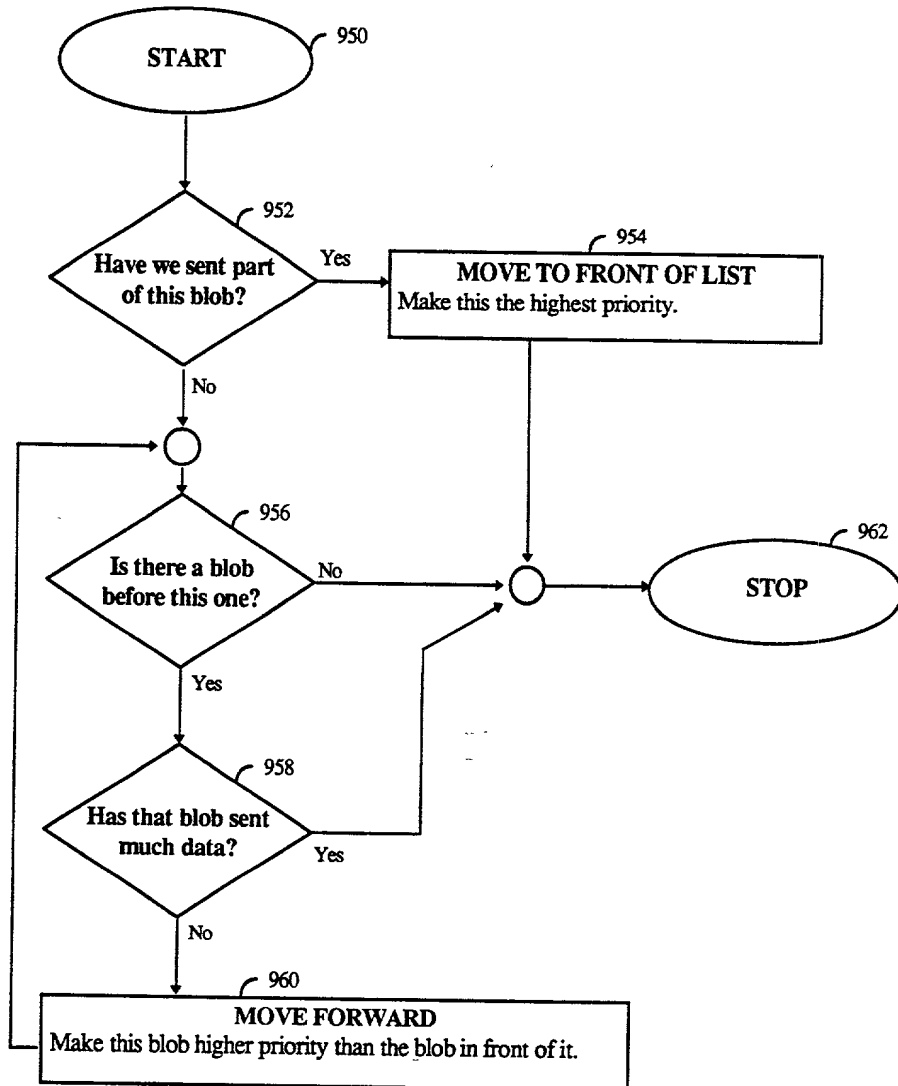 950
START
952
Have we sent part
of this blob?
Yes
954
MOVE TO FRONT OF LIST
Make this the highest priority.
No
956
Is there a blob
before this one?
No
962
STOP
Yes
958
Has that blob sent
much data?
Yes
No
960
MOVE FORWARD
Make this blob higher priority than the blob in front of it.